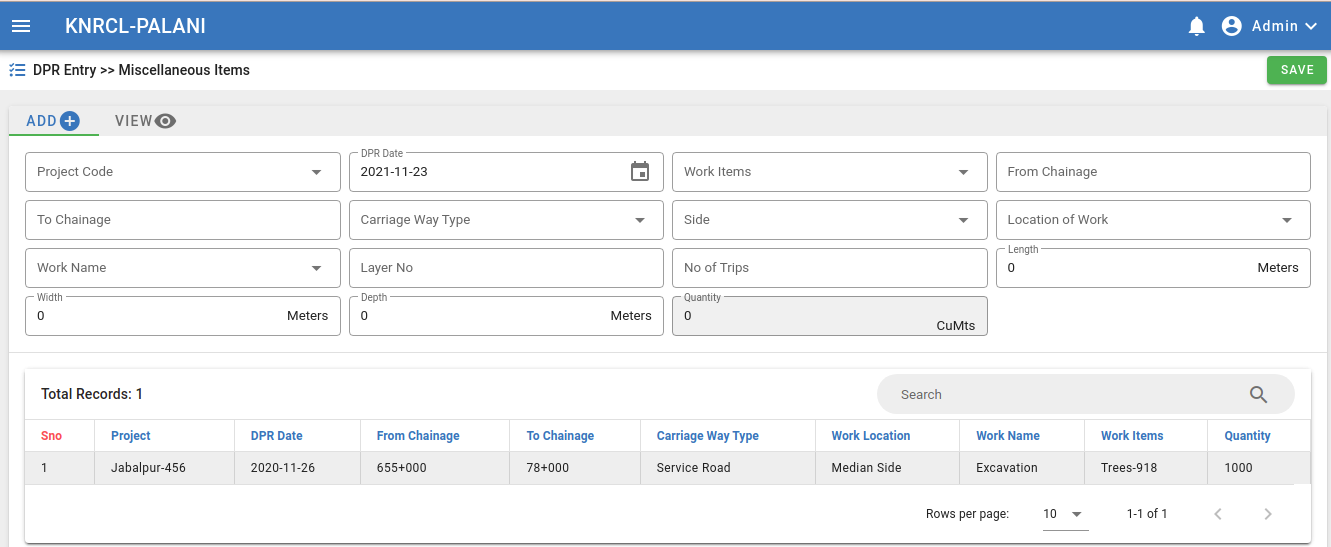 KNRCL-PALANI Admin
DPR Entry >> Miscellaneous Items SAVE
ADD VIEW
Project Code DPR Date 2021-11-23 Work Items From Chainage
To Chainage Carriage Way Type Side Location of Work
Work Name Layer No No of Trips Length 0 Meters
Width 0 Meters Depth 0 Meters Quantity 0 CuMts
Total Records: 1 Search
Sno Project DPR Date From Chainage To Chainage Carriage Way Type Work Location Work Name Work Items Quantity
1 Jabalpur-456 2020-11-26 655+000 78+000 Service Road Median Side Excavation Trees-918 1000
Rows per page: 10 1-1 of 1